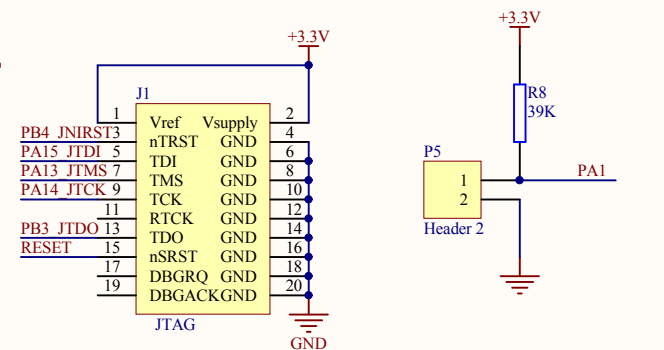 +3.3V
J1
1 Vref Vsupply 2
PB4_JNIRST 3 nTRST GND 4
PA15_JTDI 5 TDI GND 6
PA13_JTMS 7 TMS GND 8
PA14_JTCK 9 TCK GND 10
11 RTCK GND 12
PB3_JTDO 13 TDO GND 14
RESET 15 nSRST GND 16
17 DBGRQ GND 18
19 DBGACK GND 20
JTAG
GND
+3.3V
R8
39K
P5
1
PA1
2
Header 2